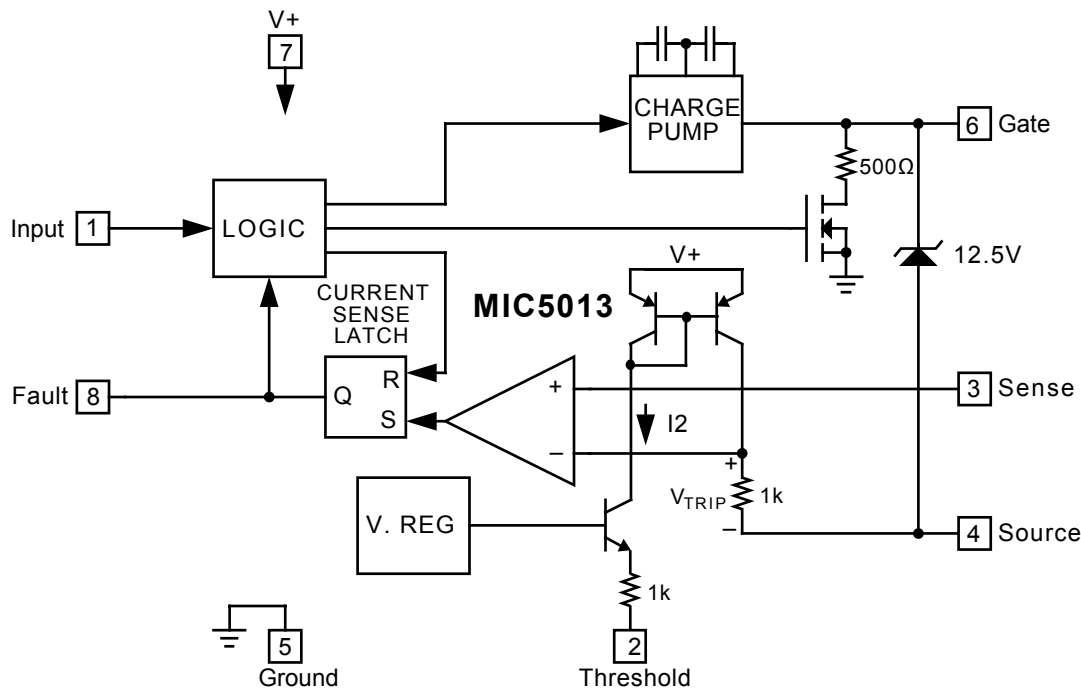 V+
7
CHARGE
PUMP
6 Gate
500Ω
Input 1
LOGIC
V+
12.5V
CURRENT
SENSE
LATCH
MIC5013
R
Fault 8
Q
+
3 Sense
S
I2
−
+
V. REG
VTRIP
1k
−
4 Source
1k
5
2
Ground
Threshold